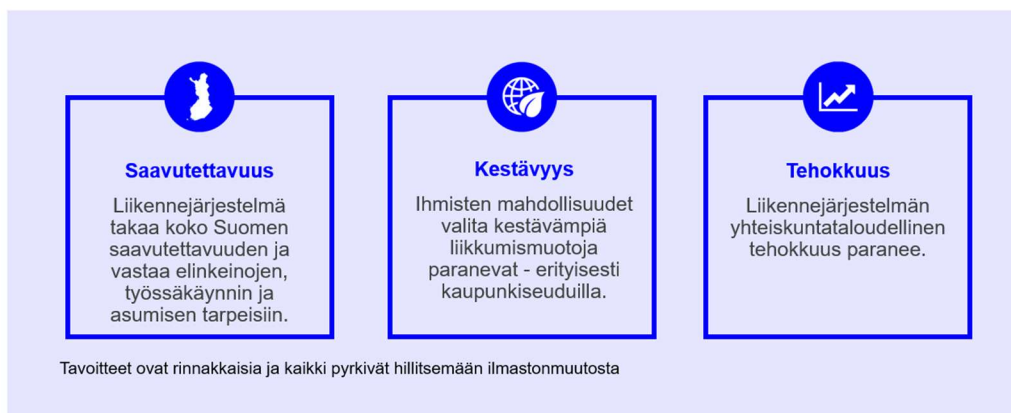 Saavutettavuus
Liikennejärjestelmä
takaa koko Suomen
saavutettavuuden ja
vastaa elinkeinojen,
työssäkäynnin ja
asumisen tarpeisiin.
Kestävyys
Ihmisten mahdollisuudet
valita kestävämpiä
liikkumismuotoja
paranevat - erityisesti
kaupunkiseuduilla.
Tehokkuus
Liikennejärjestelmän
yhteiskuntataloudellinen
tehokkuus paranee.
Tavoitteet ovat rinnakkaisia ja kaikki pyrkivät hillitsemään ilmastonmuutosta